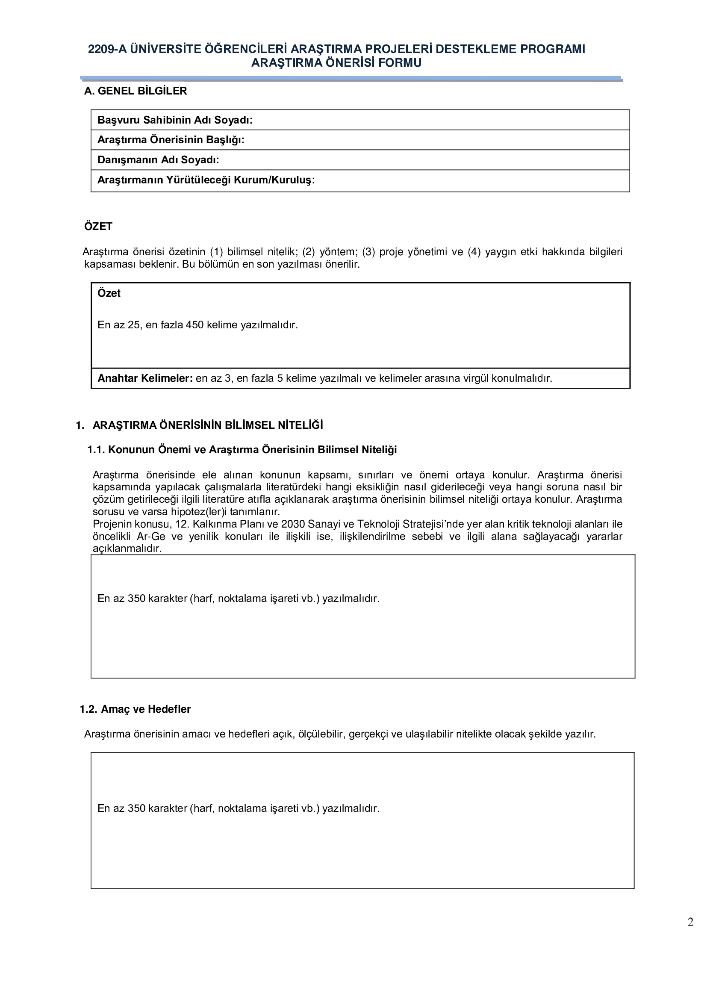 2209-A ÜNİVERSİTE ÖĞRENCİLERİ ARAŞTIRMA PROJELERİ DESTEKLEME PROGRAMI
ARAŞTIRMA ÖNERİSİ FORMU
A. GENEL BİLGİLER
Başvuru Sahibinin Adı Soyadı:
Araştırma Önerisinin Başlığı:
Danışmanın Adı Soyadı:
Araştırmanın Yürütüleceği Kurum/Kuruluş:
ÖZET
Araştırma önerisi özetinin (1) bilimsel nitelik; (2) yöntem; (3) proje yönetimi ve (4) yaygın etki hakkında bilgileri
kapsaması beklenir. Bu bölümün en son yazılması önerilir.
Özet
En az 25, en fazla 450 kelime yazılmalıdır.
Anahtar Kelimeler: en az 3, en fazla 5 kelime yazılmalı ve kelimeler arasına virgül konulmalıdır.
1. ARAŞTIRMA ÖNERİSİNİN BİLİMSEL NİTELİĞİ
1.1. Konunun Önemi ve Araştırma Önerisinin Bilimsel Niteliği
Araştırma önerisinde ele alınan konunun kapsamı, sınırları ve önemi ortaya konulur. Araştırma önerisi
kapsamında yapılacak çalışmalarla literatürdeki hangi eksikliğin nasıl giderileceği veya hangi soruna nasıl bir
çözüm getirileceği ilgili literatüre atıfla açıklanarak araştırma önerisinin bilimsel niteliği ortaya konulur. Araştırma
sorusu ve varsa hipotez(ler)i tanımlanır.
Projenin konusu, 12. Kalkınma Planı ve 2030 Sanayi ve Teknoloji Stratejisi’nde yer alan kritik teknoloji alanları ile
öncelikli Ar-Ge ve yenilik konuları ile ilişkili ise, ilişkilendirilme sebebi ve ilgili alana sağlayacağı yararlar
açıklanmalıdır.
En az 350 karakter (harf, noktalama işareti vb.) yazılmalıdır.
1.2. Amaç ve Hedefler
Araştırma önerisinin amacı ve hedefleri açık, ölçülebilir, gerçekçi ve ulaşılabilir nitelikte olacak şekilde yazılır.
En az 350 karakter (harf, noktalama işareti vb.) yazılmalıdır.
2